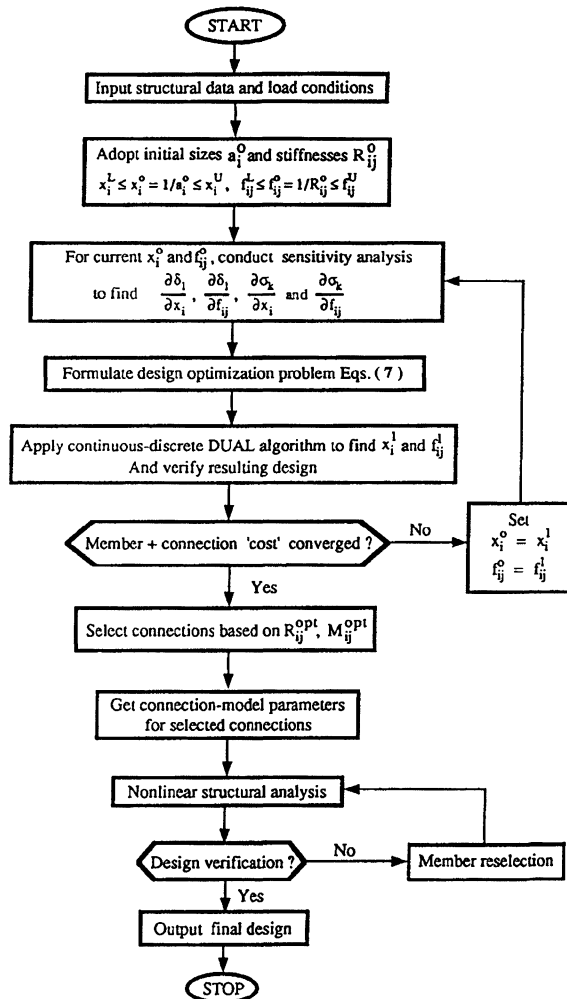 START
Input structural data and load conditions
Adopt initial sizes a_i^o and stiffnesses R_ij^o
x_i^L ≤ x_i^o = 1/a_i^o ≤ x_i^U, f_ij^L ≤ f_ij^o = 1/R_ij^o ≤ f_ij^U
For current x_i^o and f_ij^o, conduct sensitivity analysis
to find ∂δ_l/∂x_i, ∂δ_l/∂f_ij, ∂σ_k/∂x_i and ∂σ_k/∂f_ij
Formulate design optimization problem Eqs. (7)
Apply continuous-discrete DUAL algorithm to find x_i^l and f_ij^l
And verify resulting design
Member + connection 'cost' converged ?
No
Set
x_i^o = x_i^l
f_ij^o = f_ij^l
Yes
Select connections based on R_ij^opt, M_ij^opt
Get connection-model parameters
for selected connections
Nonlinear structural analysis
Design verification ?
No
Member reselection
Yes
Output final design
STOP